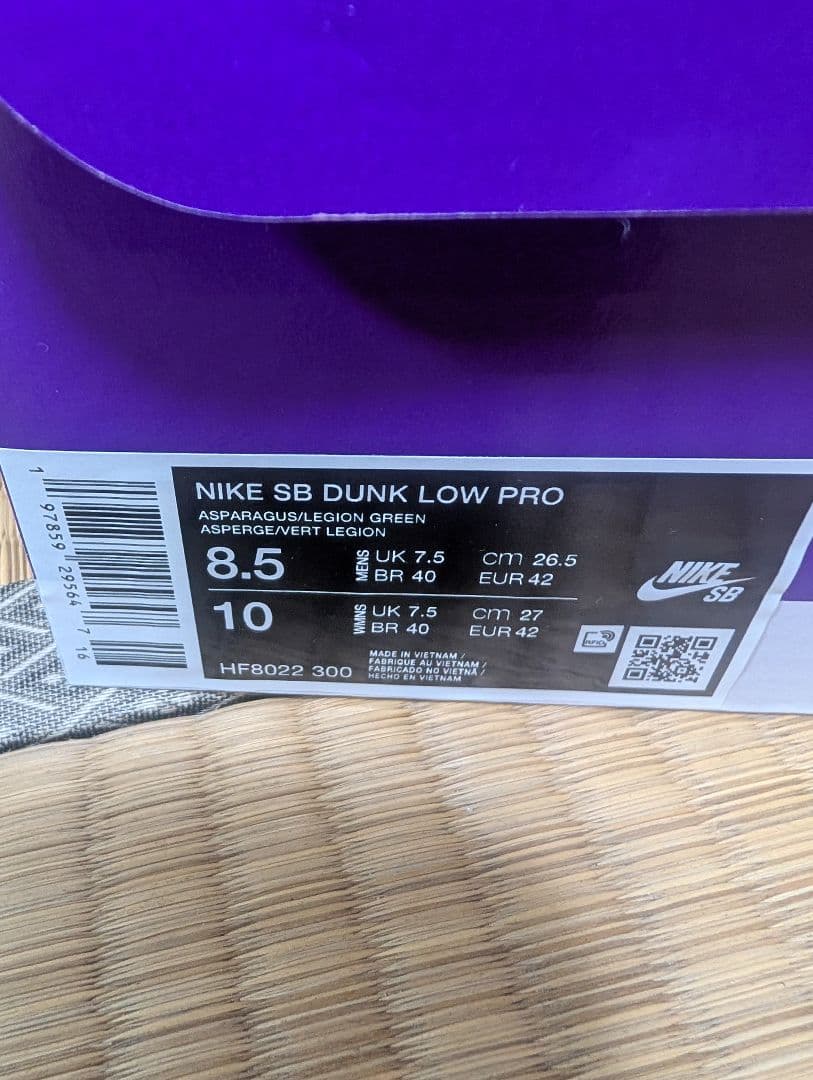 NIKE SB DUNK LOW PRO
ASPARAGUS/LEGION GREEN
ASPERGE/VERT LEGION
8.5 MENS UK 7.5 cm 26.5
BR 40 EUR 42
10 WMNS UK 7.5 cm 27
BR 40 EUR 42
HF8022 300
MADE IN VIETNAM /
FABRIQUE AU VIETNAM /
FABRICADO NO VIETNÃ /
HECHO EN VIETNAM
NIKE
SB
RFID
1 97859 29564 7 16